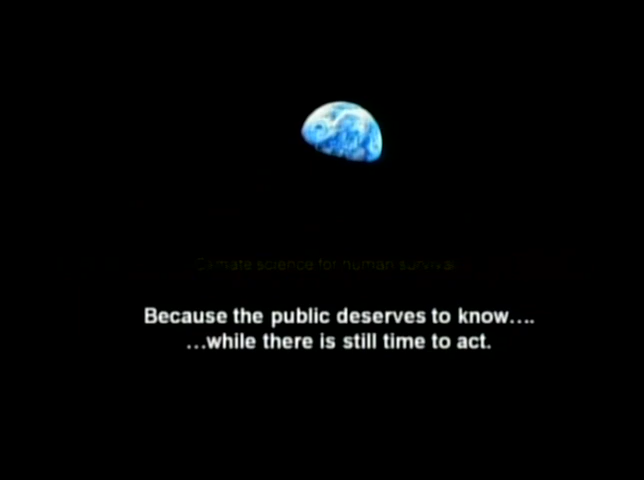 Climate science for human survival
Because the public deserves to know....
...while there is still time to act.